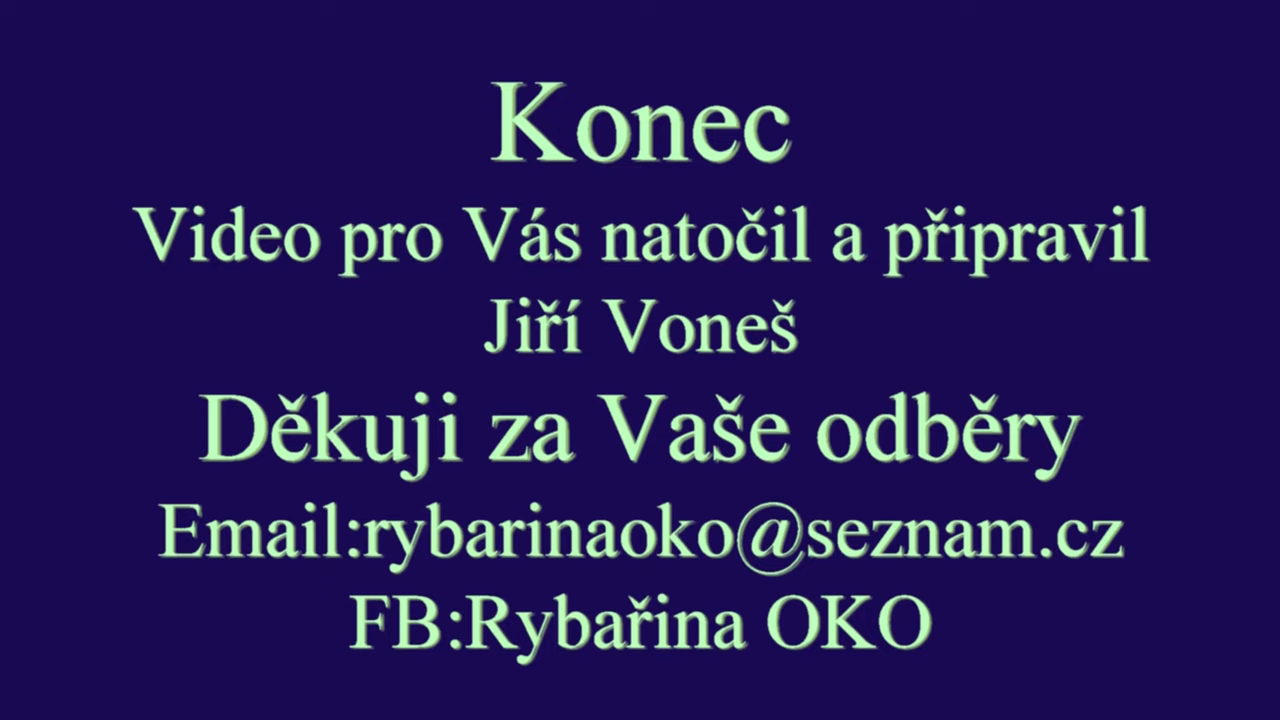 Konec
Video pro Vás natočil a připravil
Jiří Voneš
Děkuji za Vaše odběry
Email:rybarinaoko@seznam.cz
FB:Rybařina OKO